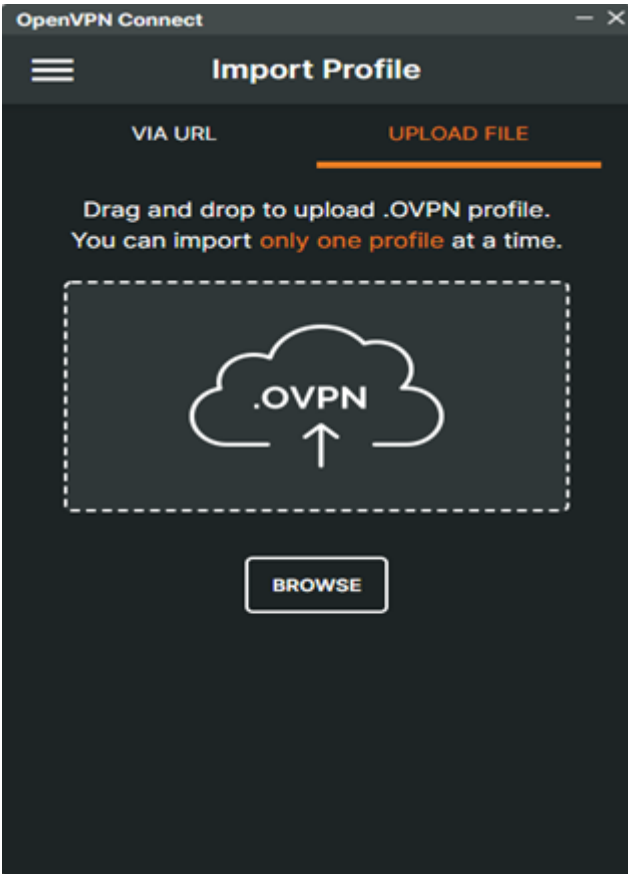 OpenVPN Connect
Import Profile
VIA URL
UPLOAD FILE
Drag and drop to upload .OVPN profile.
You can import only one profile at a time.
.OVPN
BROWSE